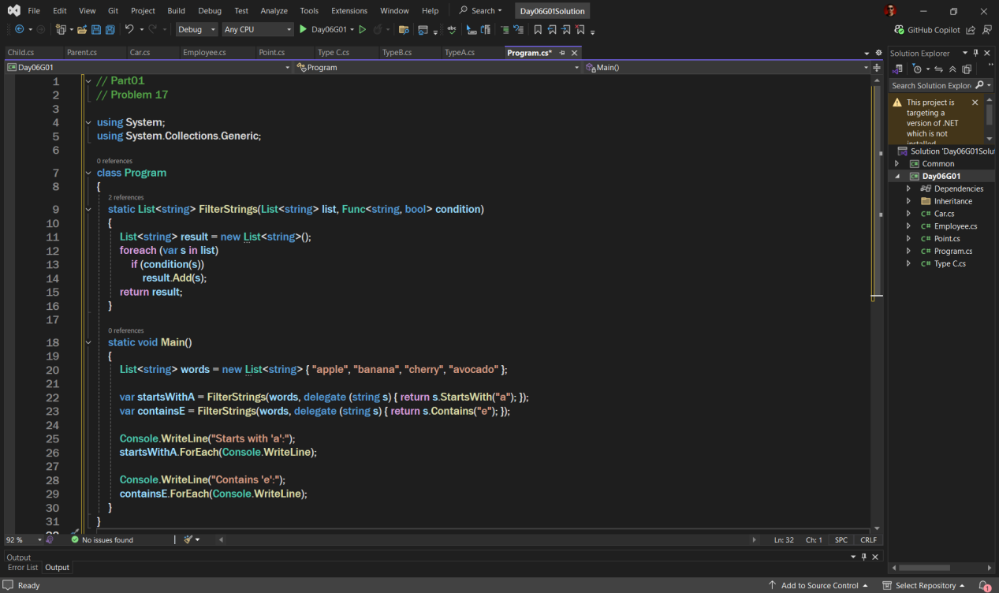 File Edit View Git Project Build Debug Test Analyze Tools Extensions Window Help Search Day06G01Solution
Debug Any CPU Day06G01 GitHub Copilot
Child.cs Parent.cs Car.cs Employee.cs Point.cs Type C.cs TypeB.cs TypeA.cs Program.cs*
Day06G01 Program Main()
1 // Part01
2 // Problem 17
3
4 using System;
5 using System.Collections.Generic;
6
0 references
7 class Program
8 {
2 references
9 static List<string> FilterStrings(List<string> list, Func<string, bool> condition)
10 {
11 List<string> result = new List<string>();
12 foreach (var s in list)
13 if (condition(s))
14 result.Add(s);
15 return result;
16 }
17
0 references
18 static void Main()
19 {
20 List<string> words = new List<string> { "apple", "banana", "cherry", "avocado" };
21
22 var startsWithA = FilterStrings(words, delegate (string s) { return s.StartsWith("a"); });
23 var containsE = FilterStrings(words, delegate (string s) { return s.Contains("e"); });
24
25 Console.WriteLine("Starts with 'a':");
26 startsWithA.ForEach(Console.WriteLine);
27
28 Console.WriteLine("Contains 'e':");
29 containsE.ForEach(Console.WriteLine);
30 }
31 }
92 % No issues found Ln: 32 Ch: 1 SPC CRLF
Output
Error List Output
Solution Explorer
Search Solution Explor
This project is
targeting a
version of .NET
which is not
installed
Solution 'Day06G01Solu
Common
Day06G01
Dependencies
Inheritance
C# Car.cs
C# Employee.cs
C# Point.cs
C# Program.cs
C# Type C.cs
Ready Add to Source Control Select Repository 1